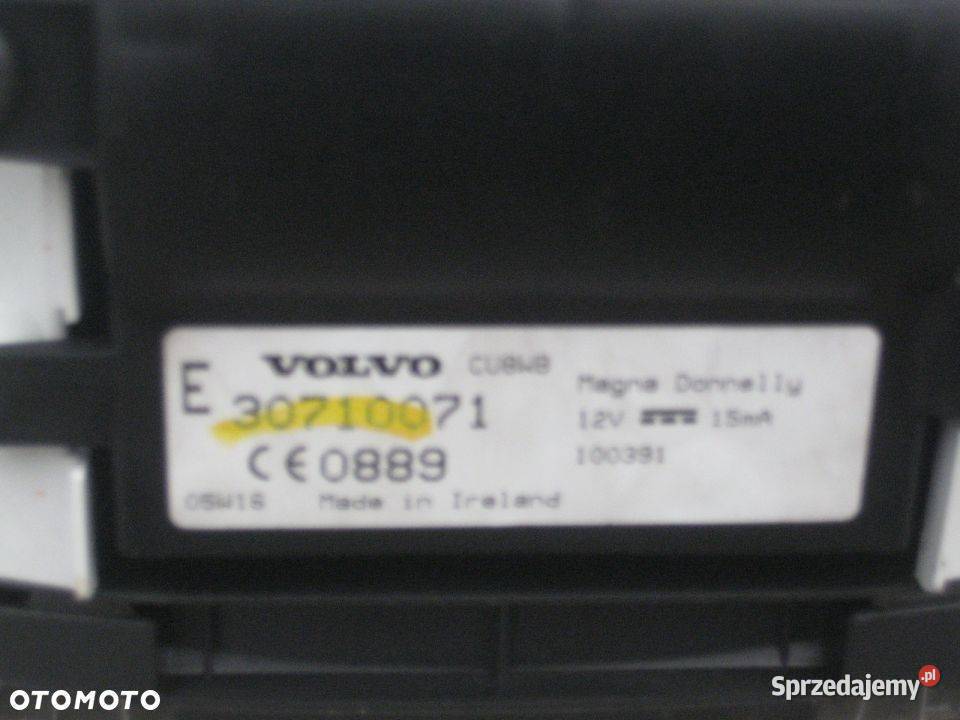 VOLVO CU8W8
E 30710071
CE0889
05W16 Made in Ireland
Magna Donnelly
12V 15mA
100391
OTOMOTO
Sprzedajemy.pl